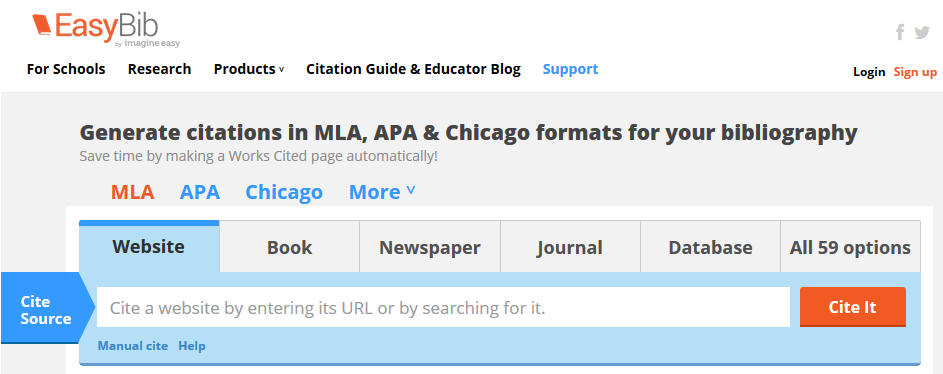 EasyBib
by imagine easy
For Schools Research Products v Citation Guide & Educator Blog Support
Login Sign up
Generate citations in MLA, APA & Chicago formats for your bibliography
Save time by making a Works Cited page automatically!
MLA APA Chicago More v
Website Book Newspaper Journal Database All 59 options
Cite
Source
Cite a website by entering its URL or by searching for it.
Cite It
Manual cite Help